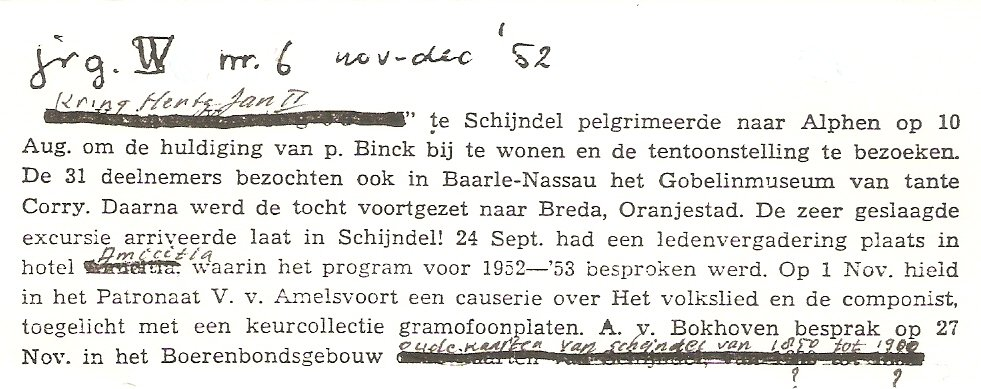 jrg. IV nr. 6 nov-dec '52
Kring Hertg Jan II
" te Schijndel pelgrimeerde naar Alphen op 10
Aug. om de huldiging van p. Binck bij te wonen en de tentoonstelling te bezoeken.
De 31 deelnemers bezochten ook in Baarle-Nassau het Gobelinmuseum van tante
Corry. Daarna werd de tocht voortgezet naar Breda, Oranjestad. De zeer geslaagde
excursie arriveerde laat in Schijndel! 24 Sept. had een ledenvergadering plaats in
Amicitia
hotel waarin het program voor 1952—'53 besproken werd. Op 1 Nov. hield
in het Patronaat V. v. Amelsvoort een causerie over Het volkslied en de componist,
toegelicht met een keurcollectie gramofoonplaten. A. v. Bokhoven besprak op 27
oude kaarten van Schijndel van 1850 tot 1900
Nov. in het Boerenbondsgebouw
? ?